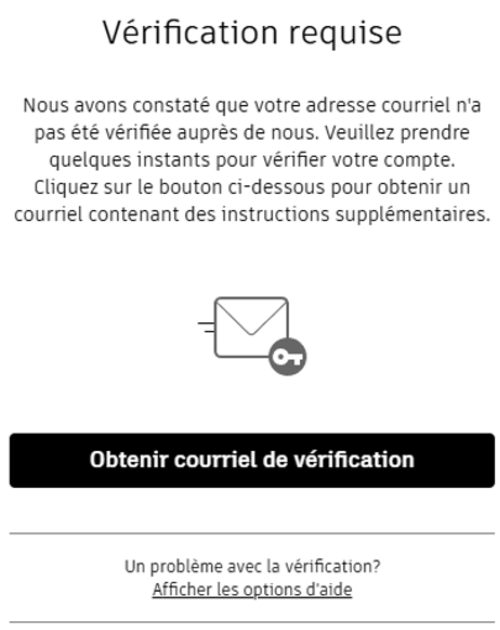 Vérification requise
Nous avons constaté que votre adresse courriel n'a
pas été vérifiée auprès de nous. Veuillez prendre
quelques instants pour vérifier votre compte.
Cliquez sur le bouton ci-dessous pour obtenir un
courriel contenant des instructions supplémentaires.
Obtenir courriel de vérification
Un problème avec la vérification?
Afficher les options d'aide